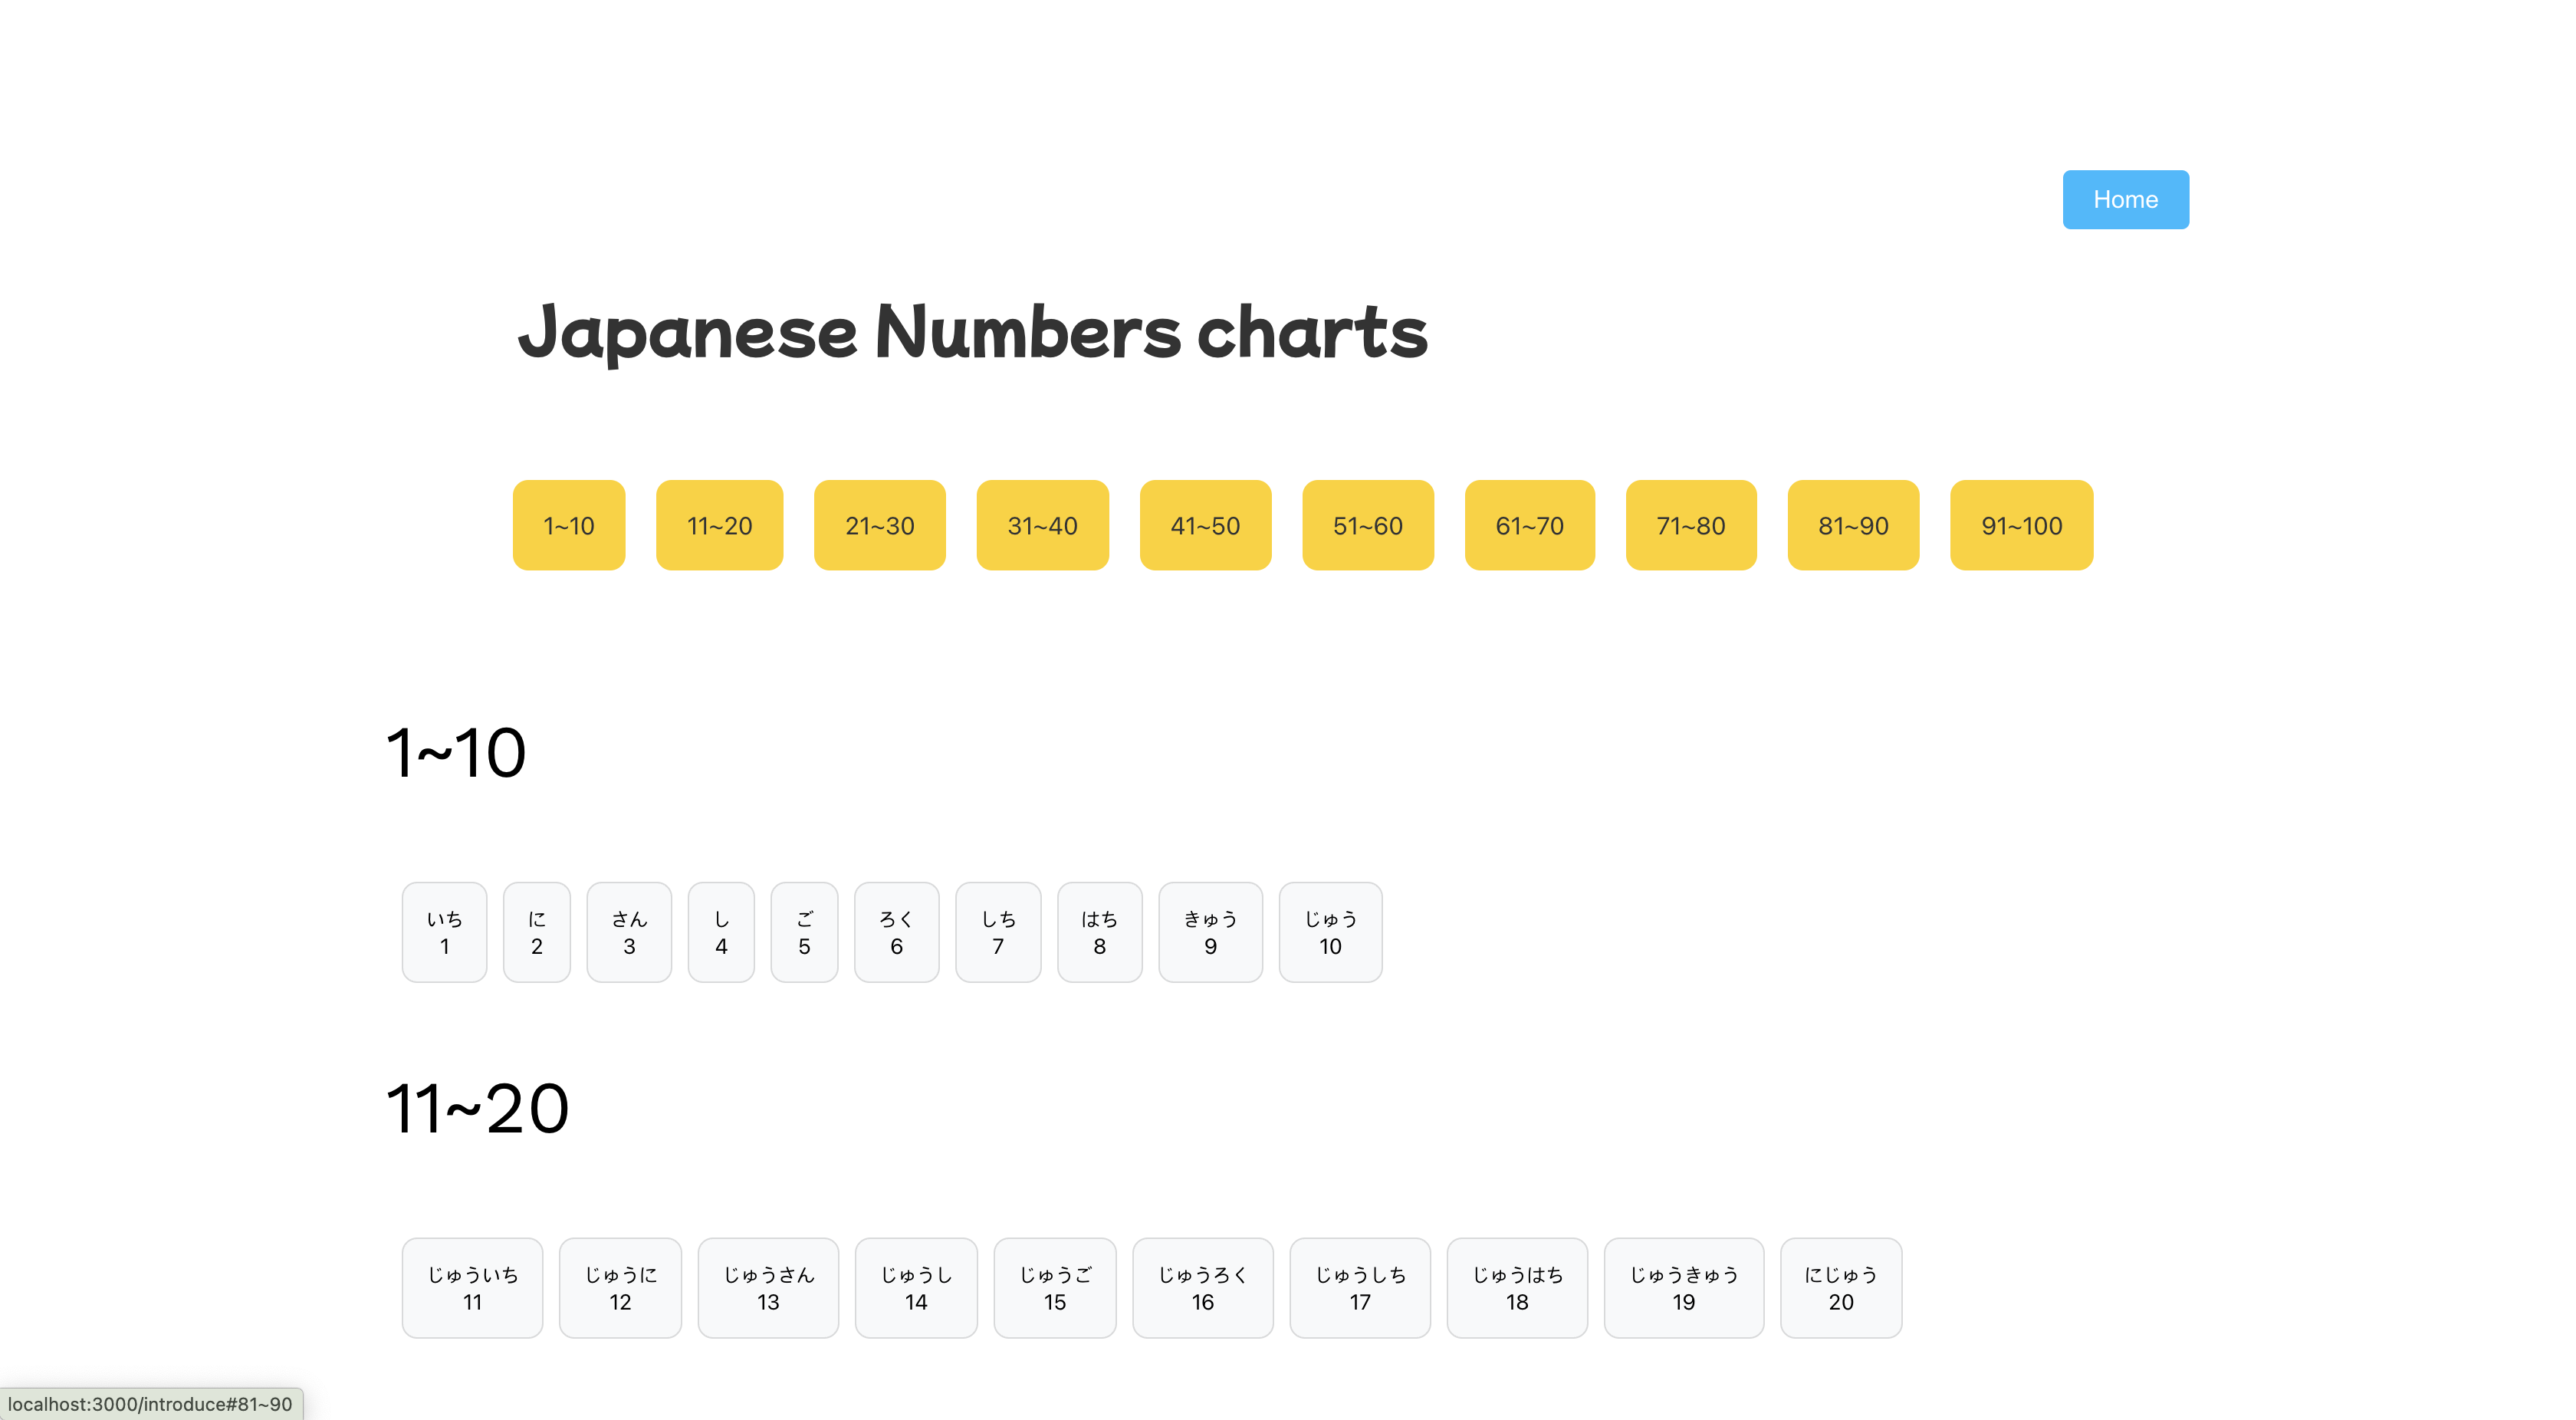 Home
Japanese Numbers charts
1~10 11~20 21~30 31~40 41~50 51~60 61~70 71~80 81~90 91~100
1~10
いち に さん し ご ろく しち はち きゅう じゅう
1 2 3 4 5 6 7 8 9 10
11~20
じゅういち じゅうに じゅうさん じゅうし じゅうご じゅうろく じゅうしち じゅうはち じゅうきゅう にじゅう
11 12 13 14 15 16 17 18 19 20
localhost:3000/introduce#81~90